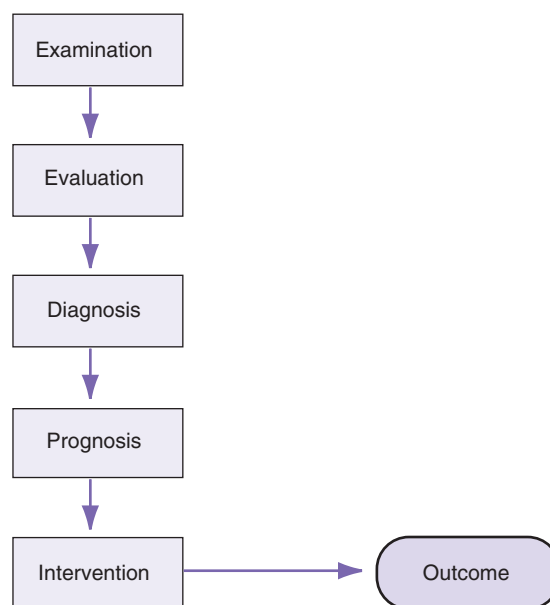 Examination
Evaluation
Diagnosis
Prognosis
Intervention
Outcome